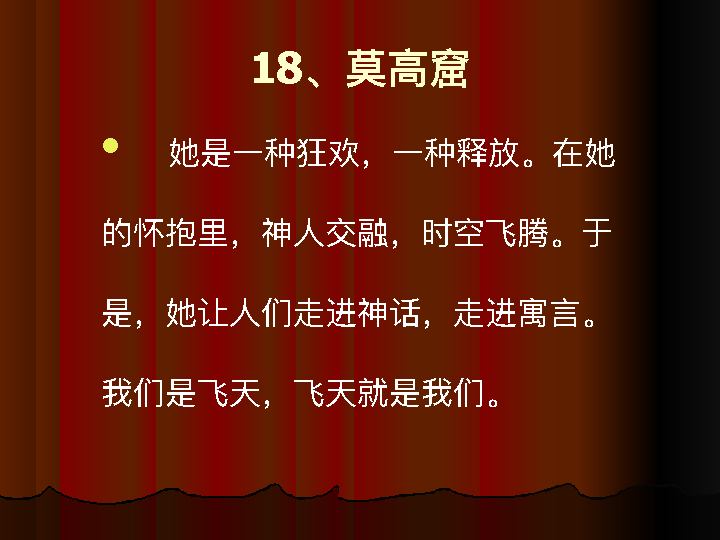 18、莫高窟
她是一种狂欢，一种释放。在她
的怀抱里，神人交融，时空飞腾。于
是，她让人们走进神话，走进寓言。
我们是飞天，飞天就是我们。